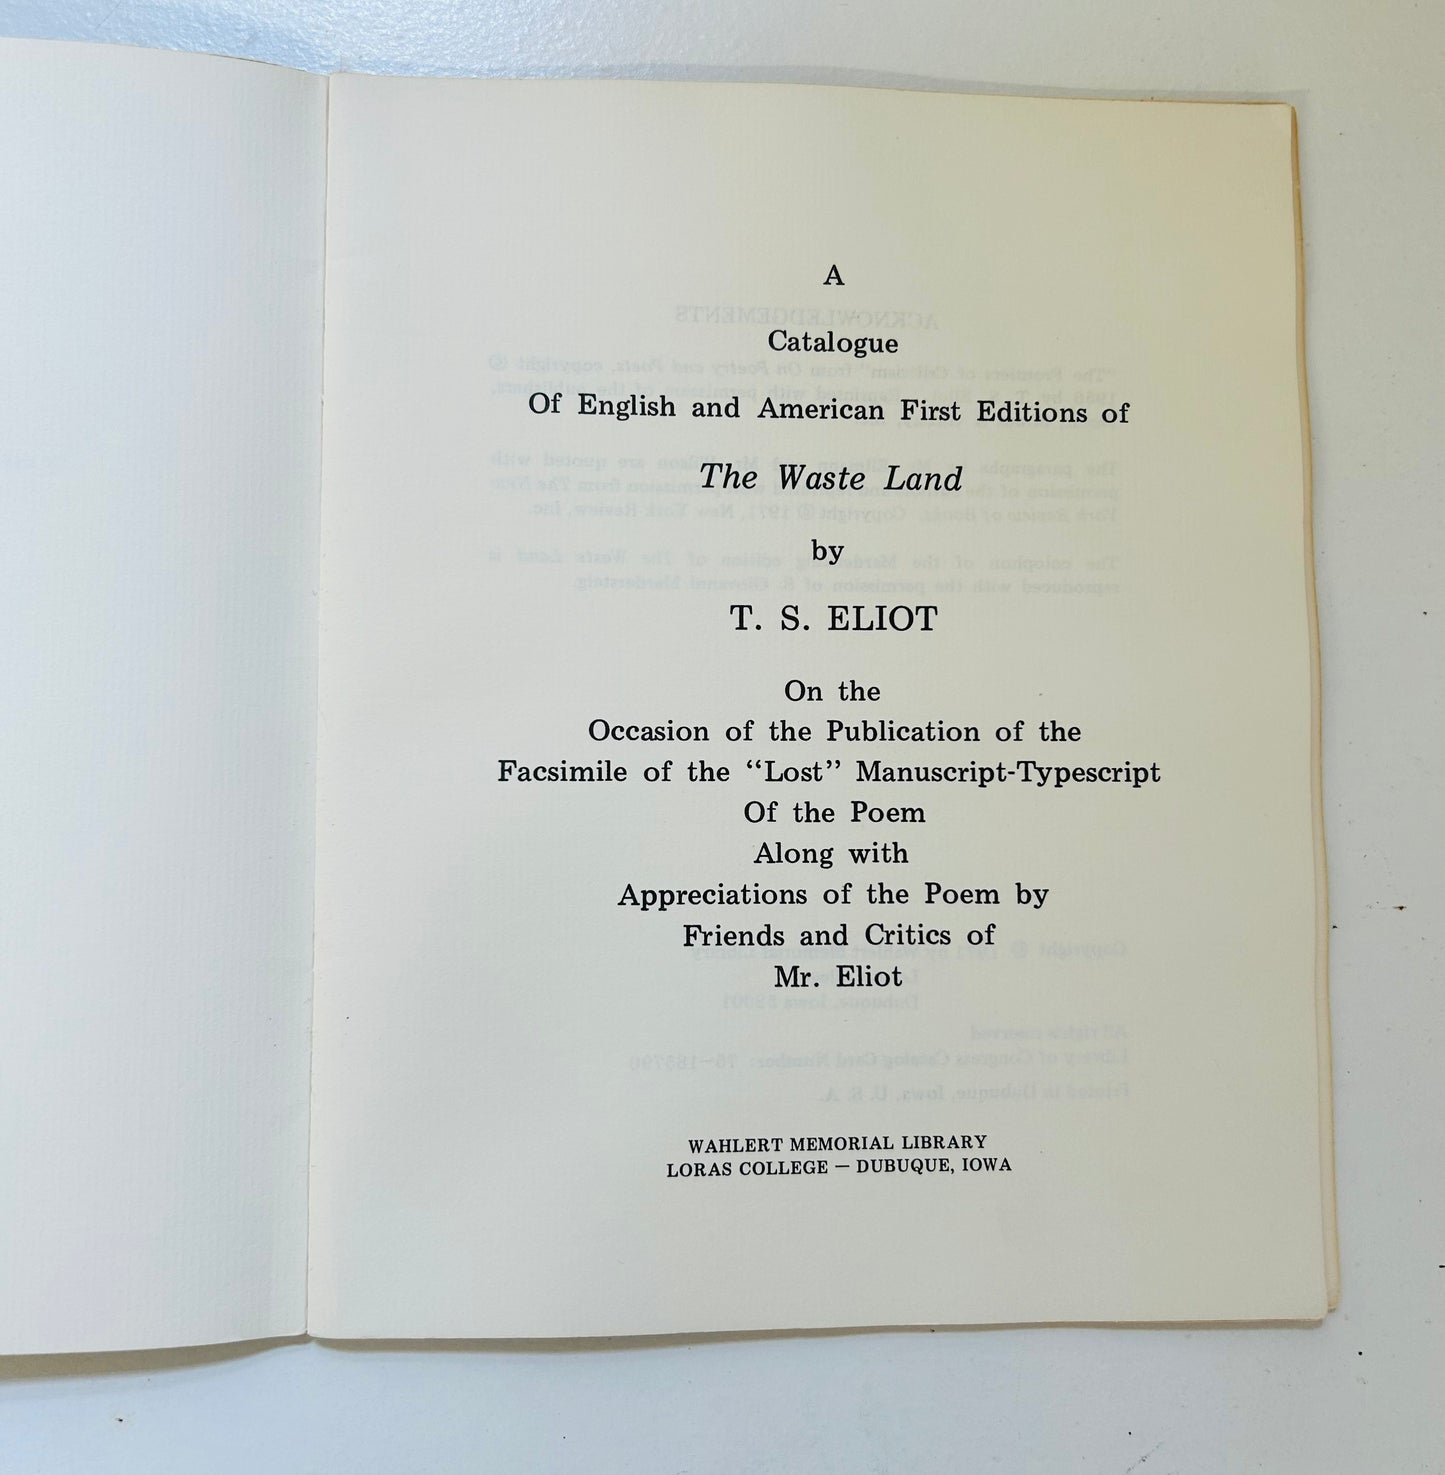 A
Catalogue
Of English and American First Editions of
The Waste Land
by
T. S. ELIOT
On the
Occasion of the Publication of the
Facsimile of the “Lost” Manuscript-Typescript
Of the Poem
Along with
Appreciations of the Poem by
Friends and Critics of
Mr. Eliot
WAHLERT MEMORIAL LIBRARY
LORAS COLLEGE — DUBUQUE, IOWA